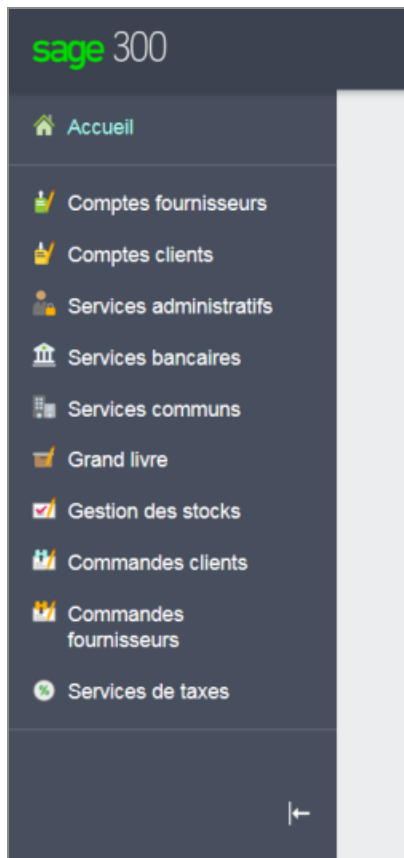 sage 300
Accueil
Comptes fournisseurs
Comptes clients
Services administratifs
Services bancaires
Services communs
Grand livre
Gestion des stocks
Commandes clients
Commandes
fournisseurs
Services de taxes